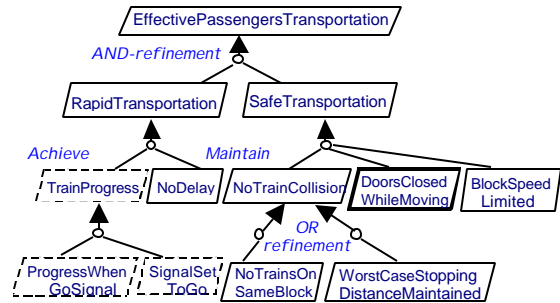 EffectivePassengersTransportation
AND-refinement
RapidTransportation
SafeTransportation
Achieve
Maintain
TrainProgress
NoDelay
NoTrainCollision
DoorsClosed
WhileMoving
BlockSpeed
Limited
OR
refinement
ProgressWhen
GoSignal
SignalSet
ToGo
NoTrainsOn
SameBlock
WorstCaseStopping
DistanceMaintained